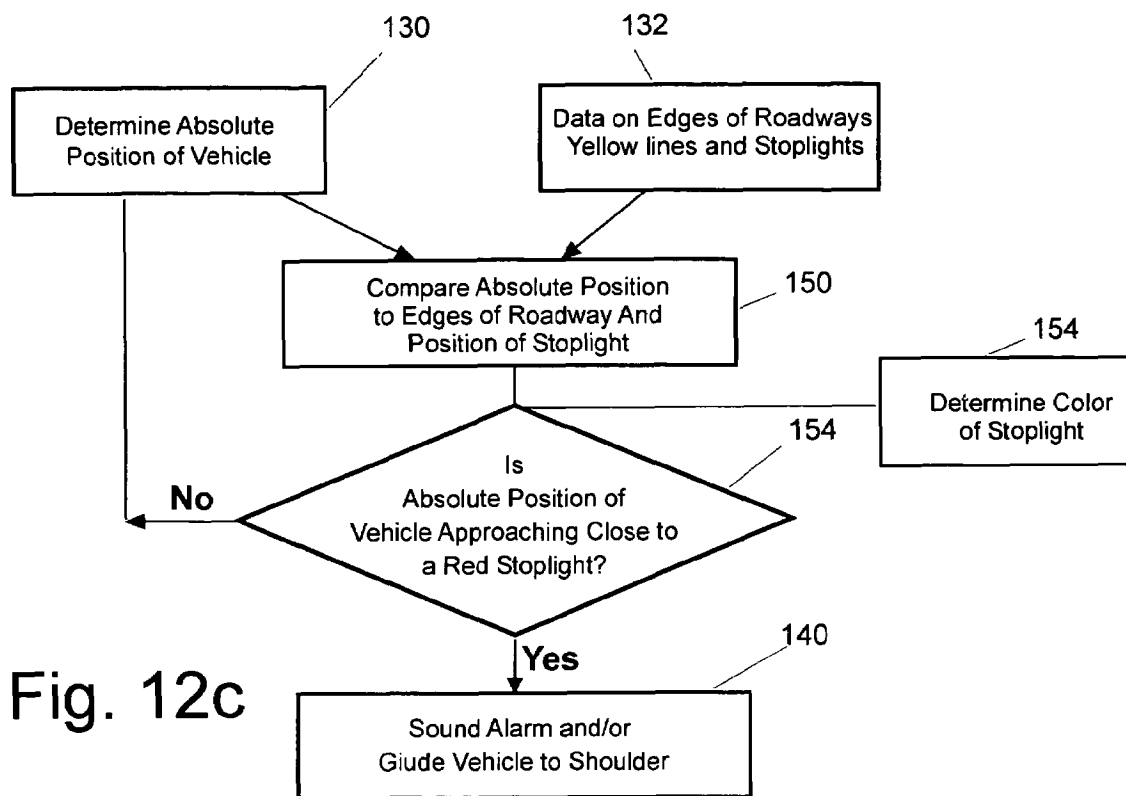 130
132
Determine Absolute
Position of Vehicle
Data on Edges of Roadways
Yellow lines and Stoplights
Compare Absolute Position
to Edges of Roadway And
Position of Stoplight
150
154
Determine Color
of Stoplight
154
Is
Absolute Position of
Vehicle Approaching Close to
a Red Stoplight?
No
Yes
140
Sound Alarm and/or
Giude Vehicle to Shoulder
Fig. 12c